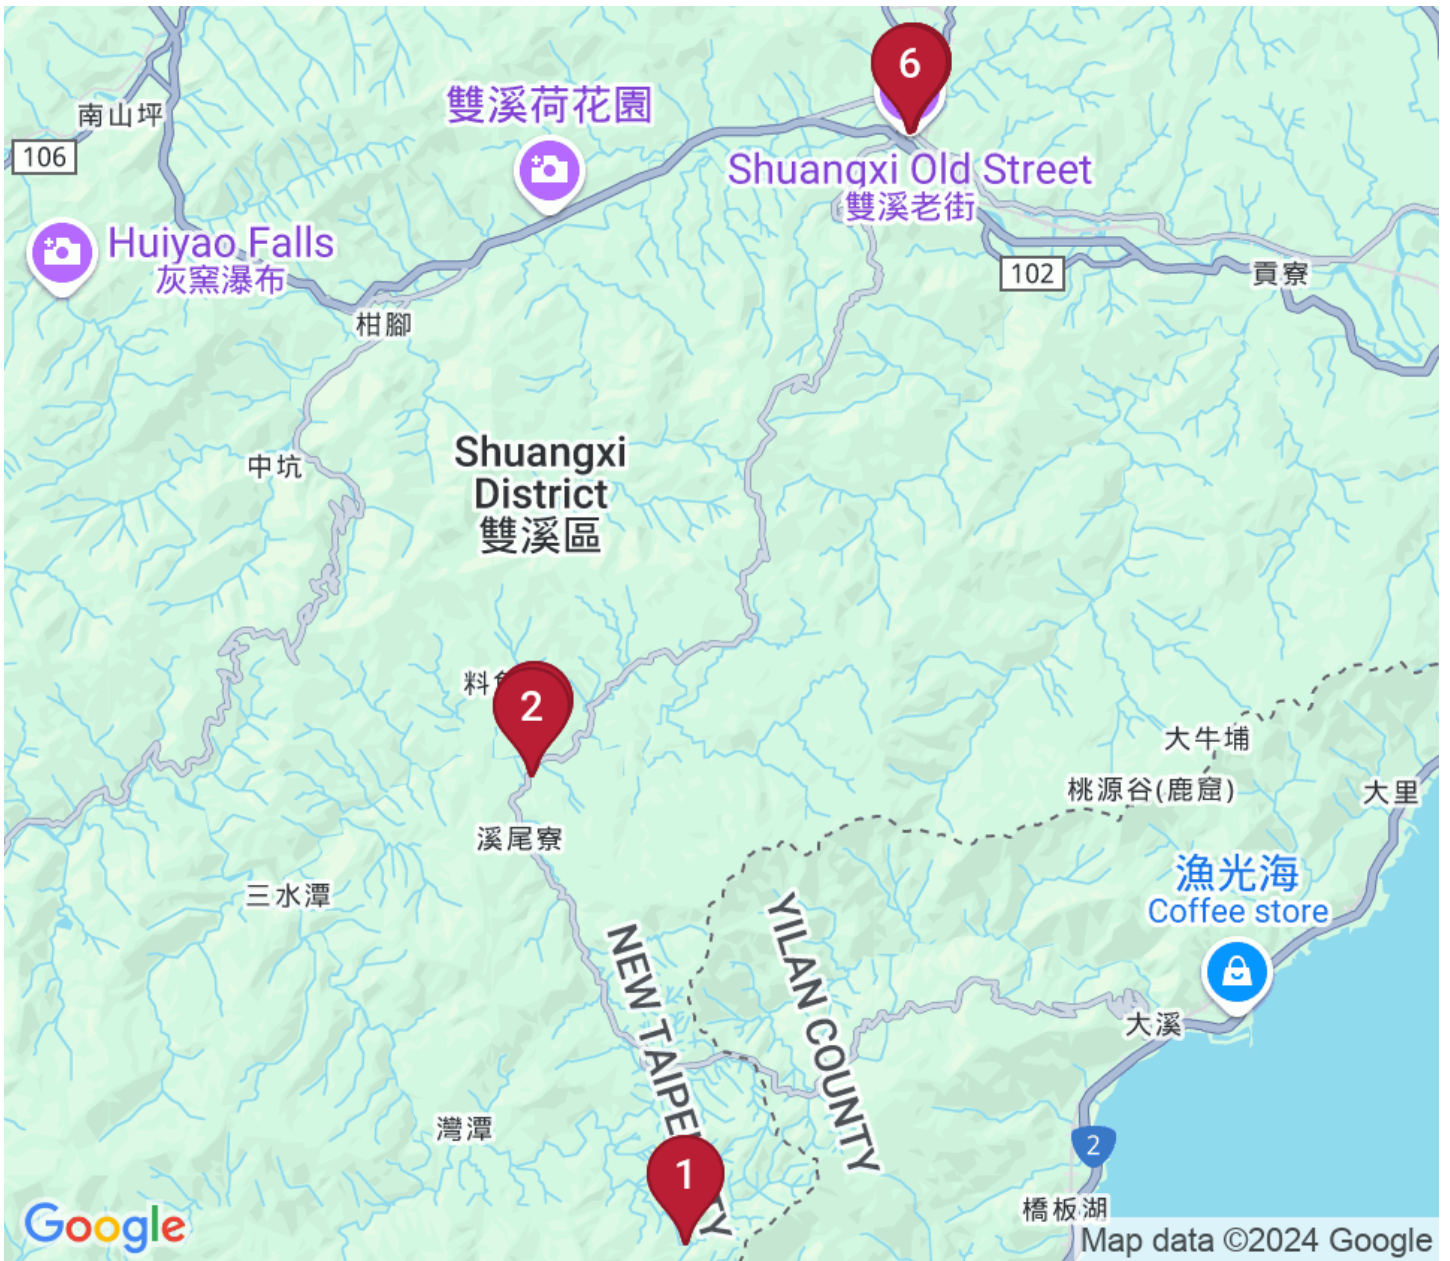 6
雙溪荷花園
南山坪
106
Shuangxi Old Street
雙溪老街
Huiyao Falls
灰窯瀑布
102
貢寮
柑腳
中坑
Shuangxi
District
雙溪區
料
2
大牛埔
桃源谷(鹿窟)
大里
溪尾寮
漁光海
Coffee store
三水潭
NEW TAIPEI
TY
YILAN COUNTY
大溪
灣潭
2
1
橋板湖
Google
Map data ©2024 Google